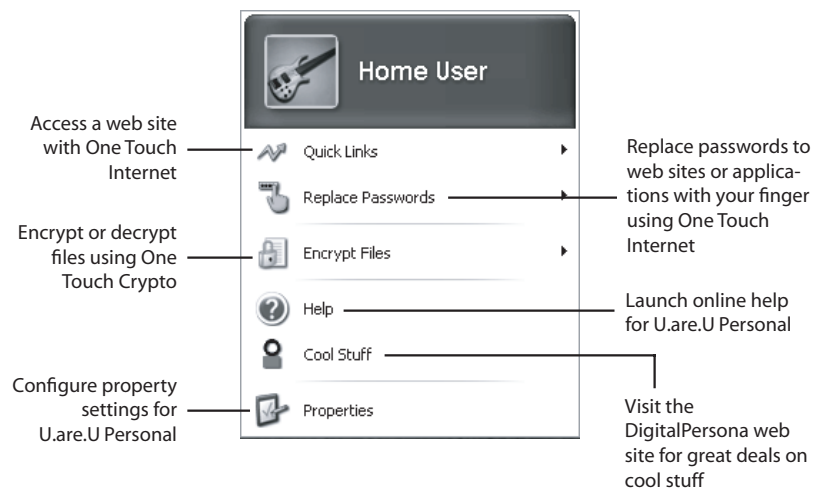 Home User
Access a web site
with One Touch
Internet
Quick Links
Replace Passwords
Replace passwords to
web sites or applica-
tions with your finger
using One Touch
Internet
Encrypt or decrypt
files using One
Touch Crypto
Encrypt Files
Help
Launch online help
for U.are.U Personal
Cool Stuff
Visit the
DigitalPersona web
site for great deals on
cool stuff
Configure property
settings for
U.are.U Personal
Properties